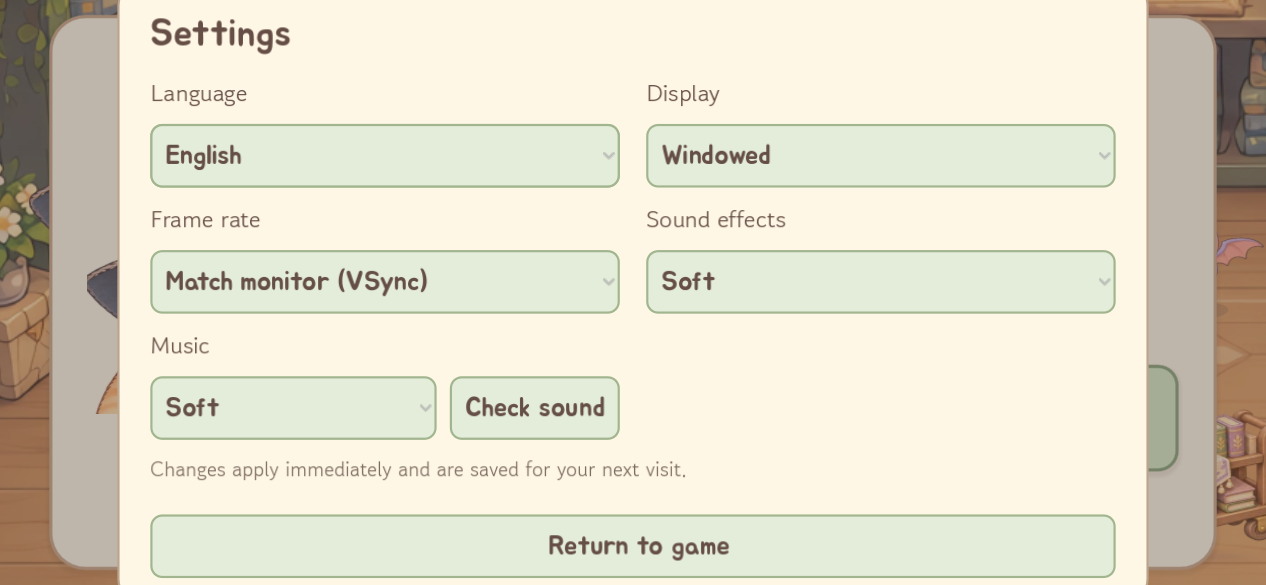 Settings
Language
Display
English
Windowed
Frame rate
Sound effects
Match monitor (VSync)
Soft
Music
Soft
Check sound
Changes apply immediately and are saved for your next visit.
Return to game